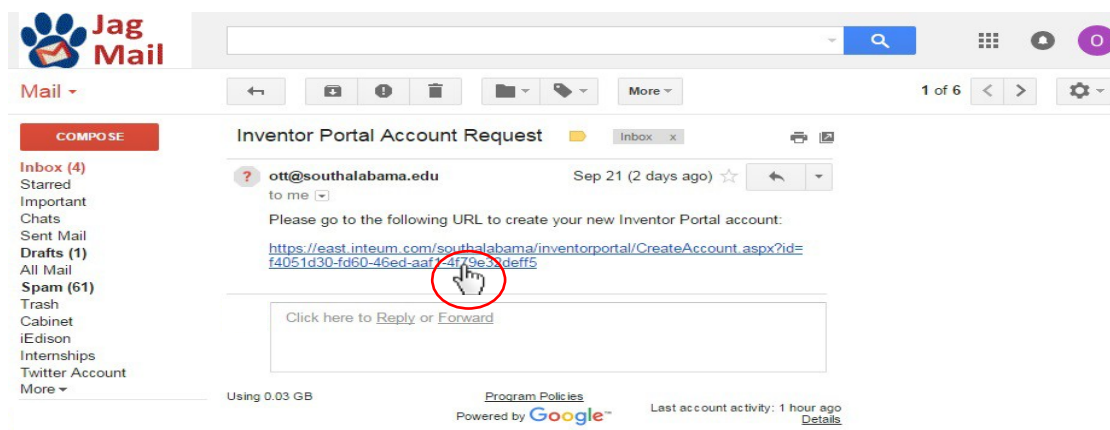 Jag
Mail
O
Mail
More
1 of 6
COMPOSE
Inventor Portal Account Request
Inbox x
Inbox (4)
Starred
Important
Chats
Sent Mail
Drafts (1)
All Mail
Spam (61)
Trash
Cabinet
iEdison
Internships
Twitter Account
More
? ott@southalabama.edu
Sep 21 (2 days ago)
to me
Please go to the following URL to create your new Inventor Portal account:
https://east.inteum.com/southalabama/inventorportal/CreateAccount.aspx?id=
f4051d30-fd60-46ed-aaf1-4f79e32deff5
Click here to Reply or Forward
Using 0.03 GB
Program Policies
Powered by Google™
Last account activity: 1 hour ago
Details